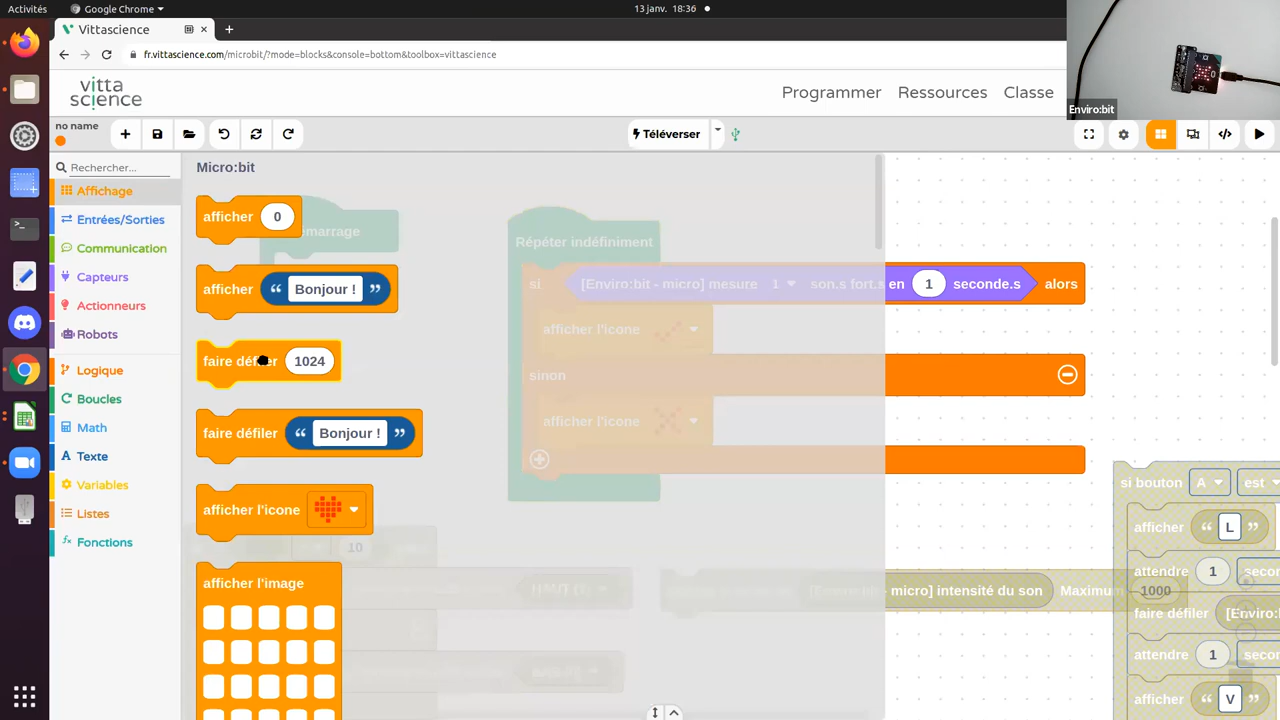 Activités
Google Chrome
13 janv. 18:36
Vittascience
fr.vittascience.com/microbit/?mode=blocks&console=bottom&toolbox=vittascience
Enviro:bit
vitta
science
Programmer Ressources Classe
no name
Téléverser
Rechercher...
Affichage
Entrées/Sorties
Communication
Capteurs
Actionneurs
Robots
Logique
Boucles
Math
Texte
Variables
Listes
Fonctions
Micro:bit
afficher 0
afficher “ Bonjour ! ”
faire défiler 1024
faire défiler “ Bonjour ! ”
afficher l'icone
afficher l'image
Répéter indéfiniment
si [Enviro:bit - micro] mesure 1 son.s fort.s en 1 seconde.s alors
afficher l'icone
sinon
afficher l'icone
10
[Enviro:bit - micro] intensité du son Maximum 1000
si bouton A est
afficher “ L ”
attendre 1
faire défiler
attendre 1
afficher “ V ”